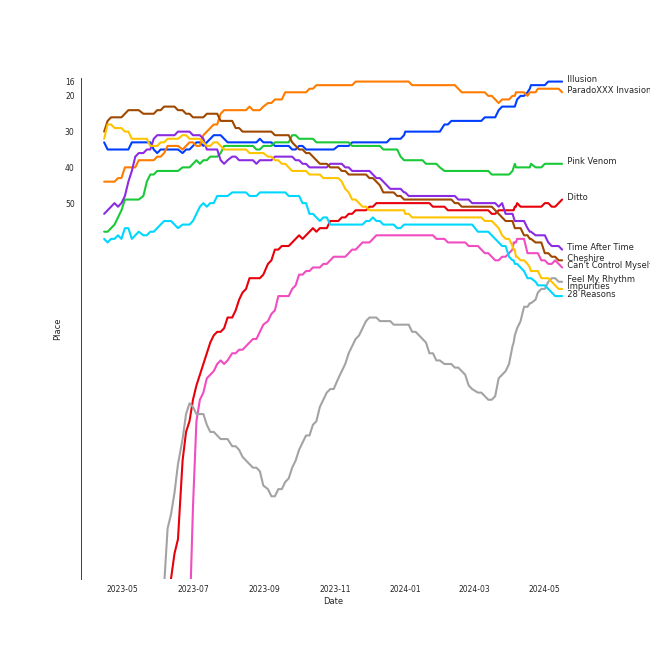 16
20
30
40
50
Place
2023-05
2023-07
2023-09
2023-11
2024-01
2024-03
2024-05
Date
Illusion
ParadoXXX Invasion
Pink Venom
Ditto
Time After Time
Cheshire
Can't Control Mysel
Feel My Rhythm
Impurities
28 Reasons